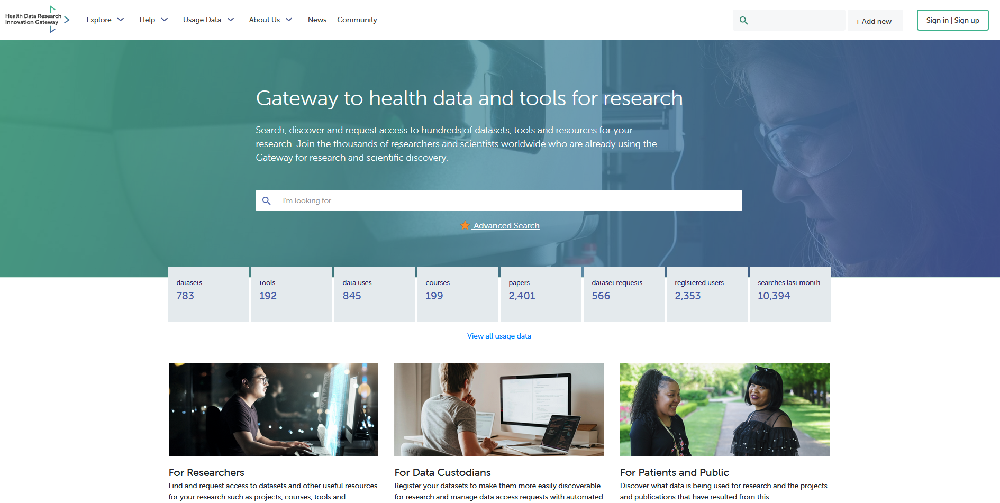 Health Data Research
Innovation Gateway
Explore
Help
Usage Data
About Us
News
Community
+ Add new
Sign in | Sign up
Gateway to health data and tools for research
Search, discover and request access to hundreds of datasets, tools and resources for your
research. Join the thousands of researchers and scientists worldwide who are already using the
Gateway for research and scientific discovery.
I'm looking for...
Advanced Search
datasets
783
tools
192
data uses
845
courses
199
papers
2,401
dataset requests
566
registered users
2,353
searches last month
10,394
View all usage data
For Researchers
Find and request access to datasets and other useful resources
for your research such as projects, courses, tools and
For Data Custodians
Register your datasets to make them more easily discoverable
for research and manage data access requests with automated
For Patients and Public
Discover what data is being used for research and the projects
and publications that have resulted from this.